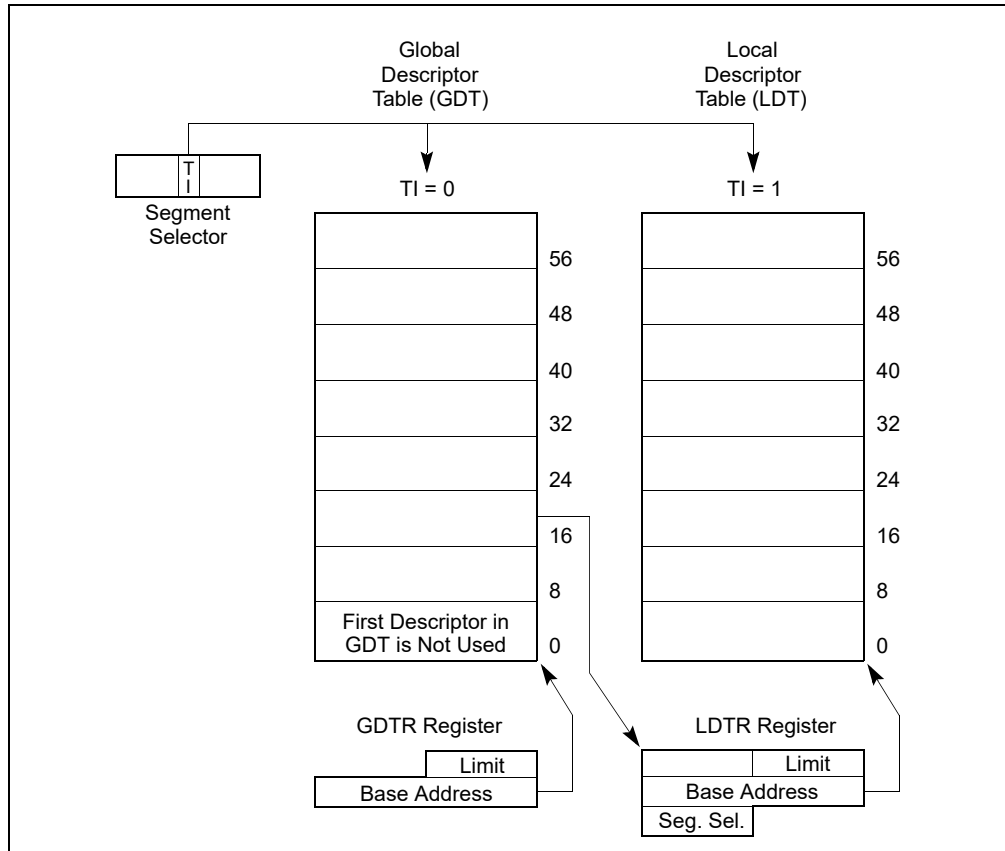 Global
Descriptor
Table (GDT)
Local
Descriptor
Table (LDT)
T
I
Segment
Selector
TI = 0
TI = 1
56
48
40
32
24
16
8
First Descriptor in
GDT is Not Used
0
56
48
40
32
24
16
8
0
GDTR Register
Limit
Base Address
LDTR Register
Limit
Base Address
Seg. Sel.